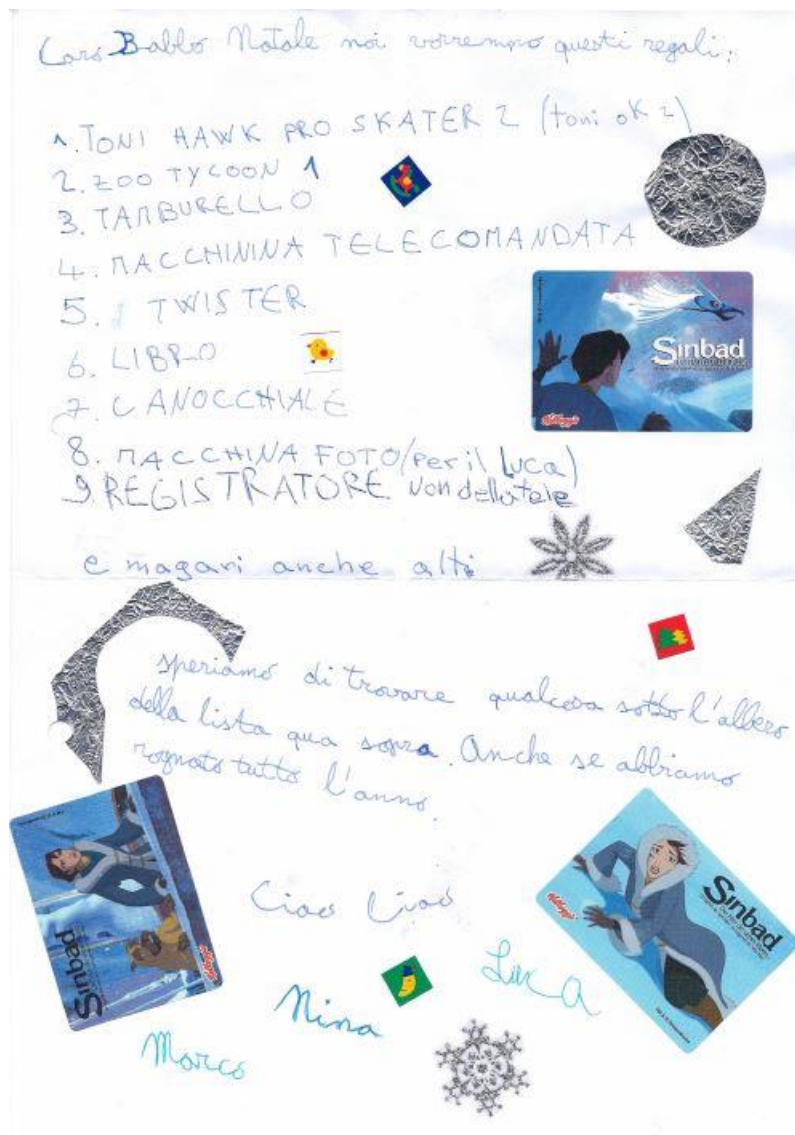 Caro Babbo Natale noi vorremmo questi regali:
1. TONI HAWK PRO SKATER 2 (toni ok 2)
2. ZOO TYCOON 1
3. TAMBURELLO
4. MACCHININA TELECOMANDATA
5. TWISTER
Sinbad
6. LIBRO
7. CANOCCHIALE
Kellogg's
8. MACCHINA FOTO (per il Luca)
9. REGISTRATORE non della tele
e magari anche altri
speriamo di trovare qualcosa sotto l'albero
della lista qua sopra. Anche se abbiamo
rognato tutto l'anno.
Ciao Ciao
Sinbad
Kellogg's
Sinbad
Kellogg's
Luca
Nina
Marco